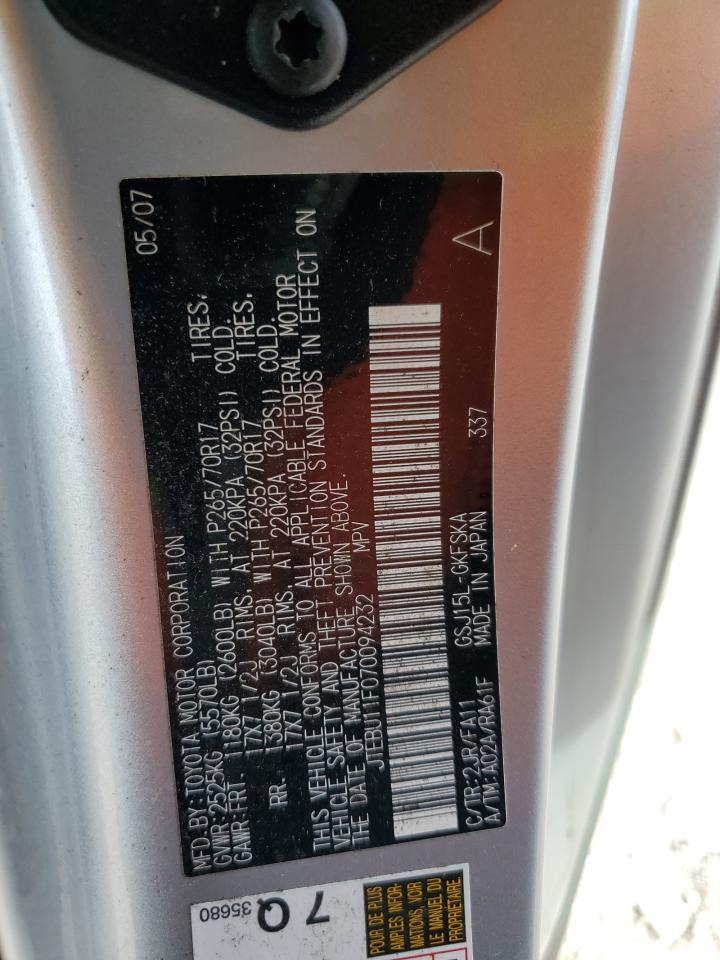 MFD.BY:TOYOTA MOTOR CORPORATION 05/07
GVWR:2525KG (5570LB)
GAWR:FRT. 1180KG (2600LB) WITH P265/70R17 TIRES,
17X7 1/2J RIMS, AT 220KPA (32PSI) COLD.
RR. 1380KG (3040LB) WITH P265/70R17 TIRES,
17X7 1/2J RIMS, AT 220KPA (32PSI) COLD.
THIS VEHICLE CONFORMS TO ALL APPLICABLE FEDERAL MOTOR
VEHICLE SAFETY, AND THEFT PREVENTION STANDARDS IN EFFECT ON
THE DATE OF MANUFACTURE SHOWN ABOVE.
JTEBU11F070094232 MPV
C/TR:2JR/FA11 GSJ15L-GKFSKA A
A/TM:A02A/RA61F MADE IN JAPAN 337
7 Q
35680
POUR DE PLUS
AMPLES INFOR-
MATIONS, VOIR
LE MANUEL DU
PROPRIÉTAIRE